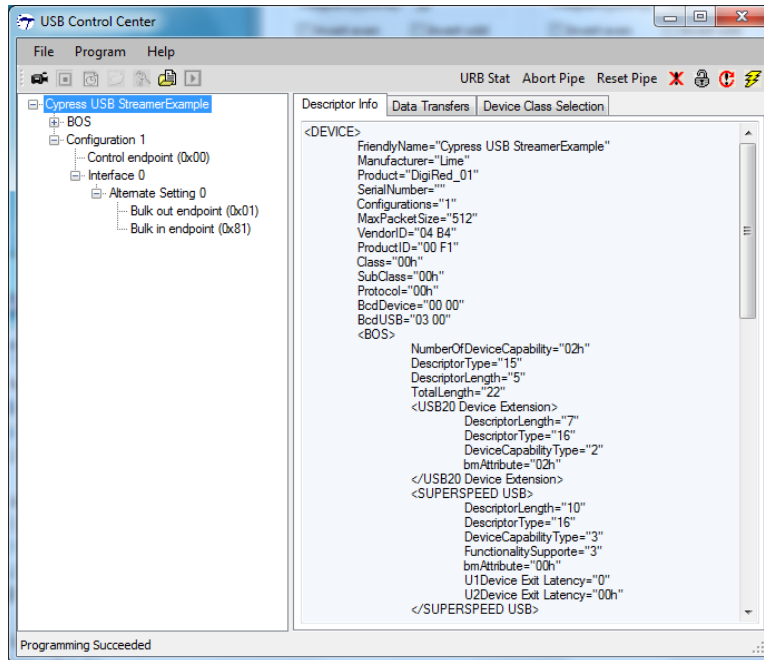 USB Control Center
File Program Help
URB Stat Abort Pipe Reset Pipe
Cypress USB StreamerExample
BOS
Configuration 1
Control endpoint (0x00)
Interface 0
Alternate Setting 0
Bulk out endpoint (0x01)
Bulk in endpoint (0x81)
Descriptor Info Data Transfers Device Class Selection
<DEVICE>
FriendlyName="Cypress USB StreamerExample"
Manufacturer="Lime"
Product="DigiRed_01"
SerialNumber=""
Configurations="1"
MaxPacketSize="512"
VendorID="04 B4"
ProductID="00 F1"
Class="00h"
SubClass="00h"
Protocol="00h"
BcdDevice="00 00"
BcdUSB="03 00"
<BOS>
NumberOfDeviceCapability="02h"
DescriptorType="15"
DescriptorLength="5"
TotalLength="22"
<USB20 Device Extension>
DescriptorLength="7"
DescriptorType="16"
DeviceCapabilityType="2"
bmAttribute="02h"
</USB20 Device Extension>
<SUPERSPEED USB>
DescriptorLength="10"
DescriptorType="16"
DeviceCapabilityType="3"
FunctionalitySupporte="3"
bmAttribute="00h"
U1Device Exit Latency="0"
U2Device Exit Latency="00h"
</SUPERSPEED USB>
Programming Succeeded